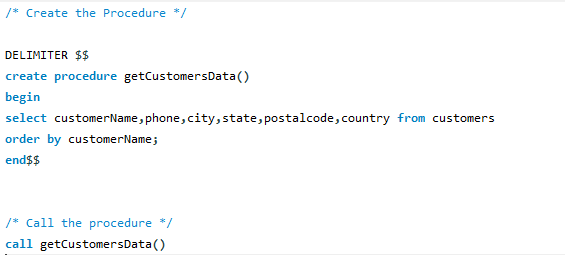 /* Create the Procedure */
DELIMITER $$
create procedure getCustomersData()
begin
select customerName,phone,city,state,postalcode,country from customers
order by customerName;
end$$
/* Call the procedure */
call getCustomersData()